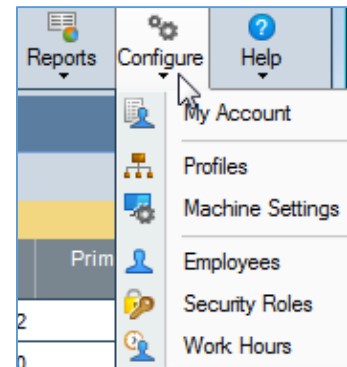 Reports Configure Help
My Account
Profiles
Machine Settings
Prim
Employees
Security Roles
2
Work Hours
0